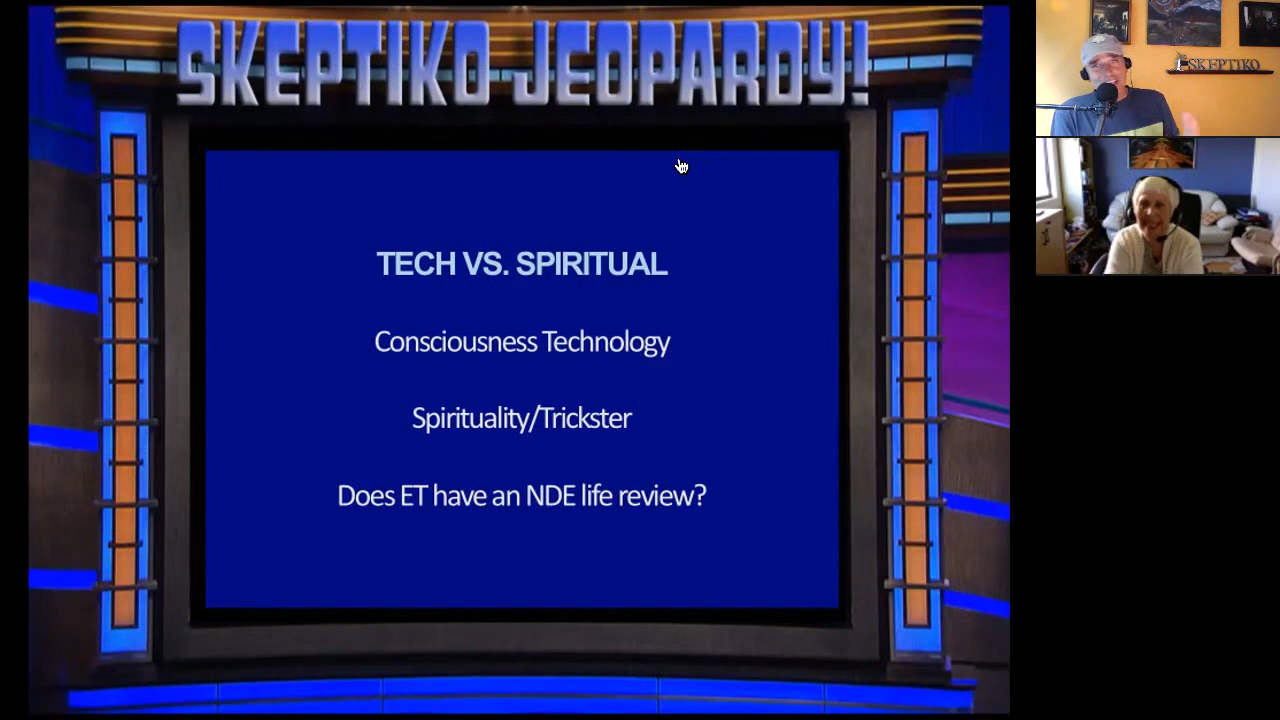 SKEPTIKO JEOPARDY!
TECH VS. SPIRITUAL
Consciousness Technology
Spirituality/Trickster
Does ET have an NDE life review?
SKEPTIKO